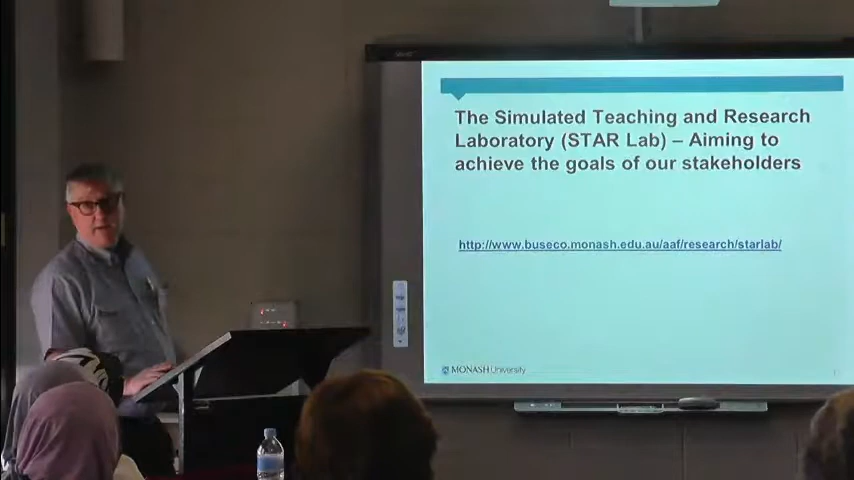 The Simulated Teaching and Research
Laboratory (STAR Lab) – Aiming to
achieve the goals of our stakeholders
http://www.buseco.monash.edu.au/aaf/research/starlab/
MONASH University